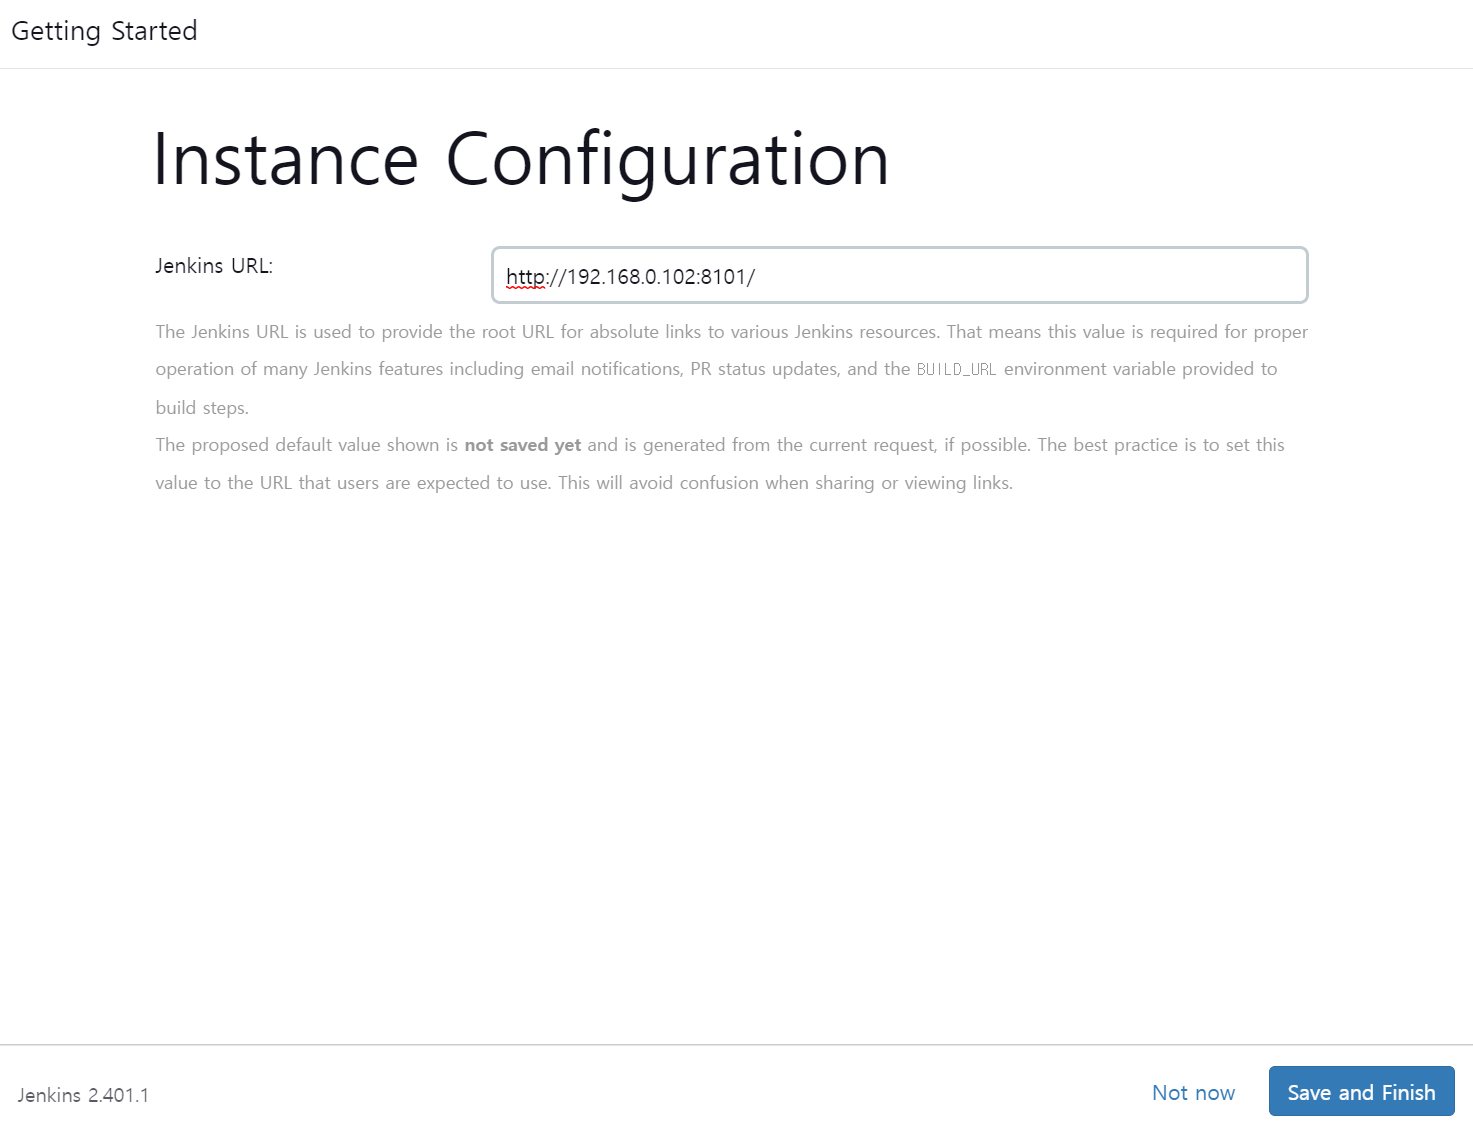 Getting Started
Instance Configuration
Jenkins URL:
http://192.168.0.102:8101/
The Jenkins URL is used to provide the root URL for absolute links to various Jenkins resources. That means this value is required for proper
operation of many Jenkins features including email notifications, PR status updates, and the BUILD_URL environment variable provided to
build steps.
The proposed default value shown is not saved yet and is generated from the current request, if possible. The best practice is to set this
value to the URL that users are expected to use. This will avoid confusion when sharing or viewing links.
Jenkins 2.401.1
Not now
Save and Finish